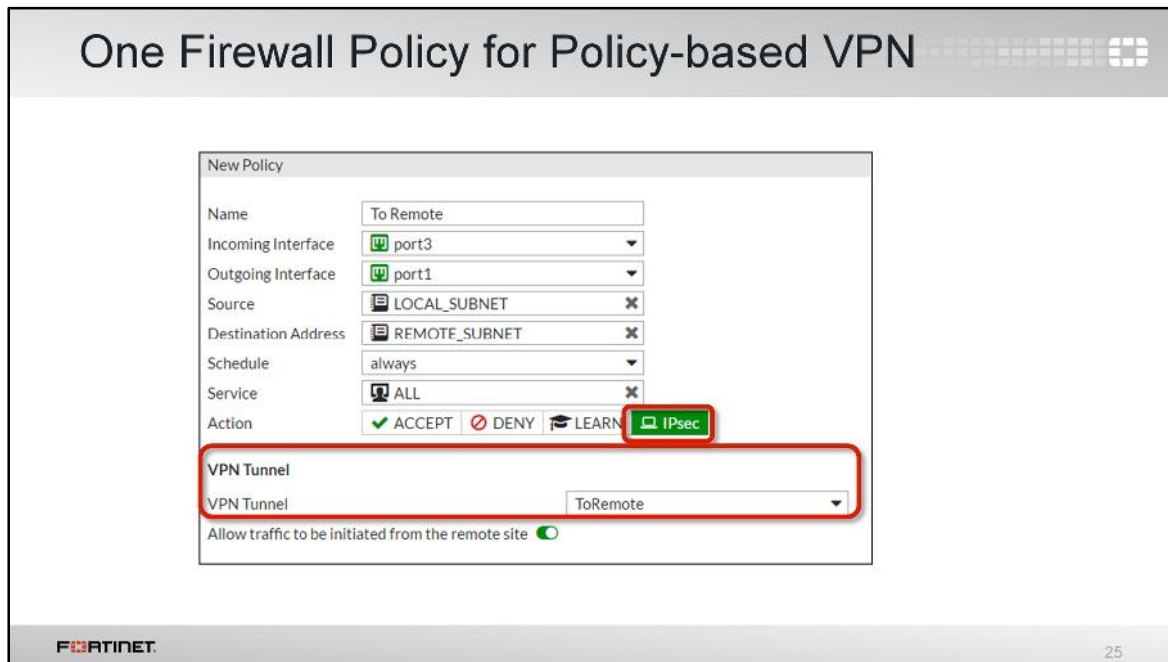 One Firewall Policy for Policy-based VPN
New Policy
Name To Remote
Incoming Interface port3
Outgoing Interface port1
Source LOCAL_SUBNET
Destination Address REMOTE_SUBNET
Schedule always
Service ALL
Action ACCEPT DENY LEARN IPsec
VPN Tunnel
VPN Tunnel ToRemote
Allow traffic to be initiated from the remote site
FORTINET.
25